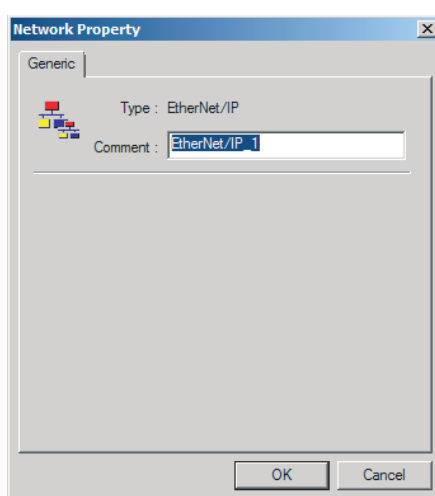 Network Property
Generic
Type : EtherNet/IP
Comment : EtherNet/IP_1
OK Cancel